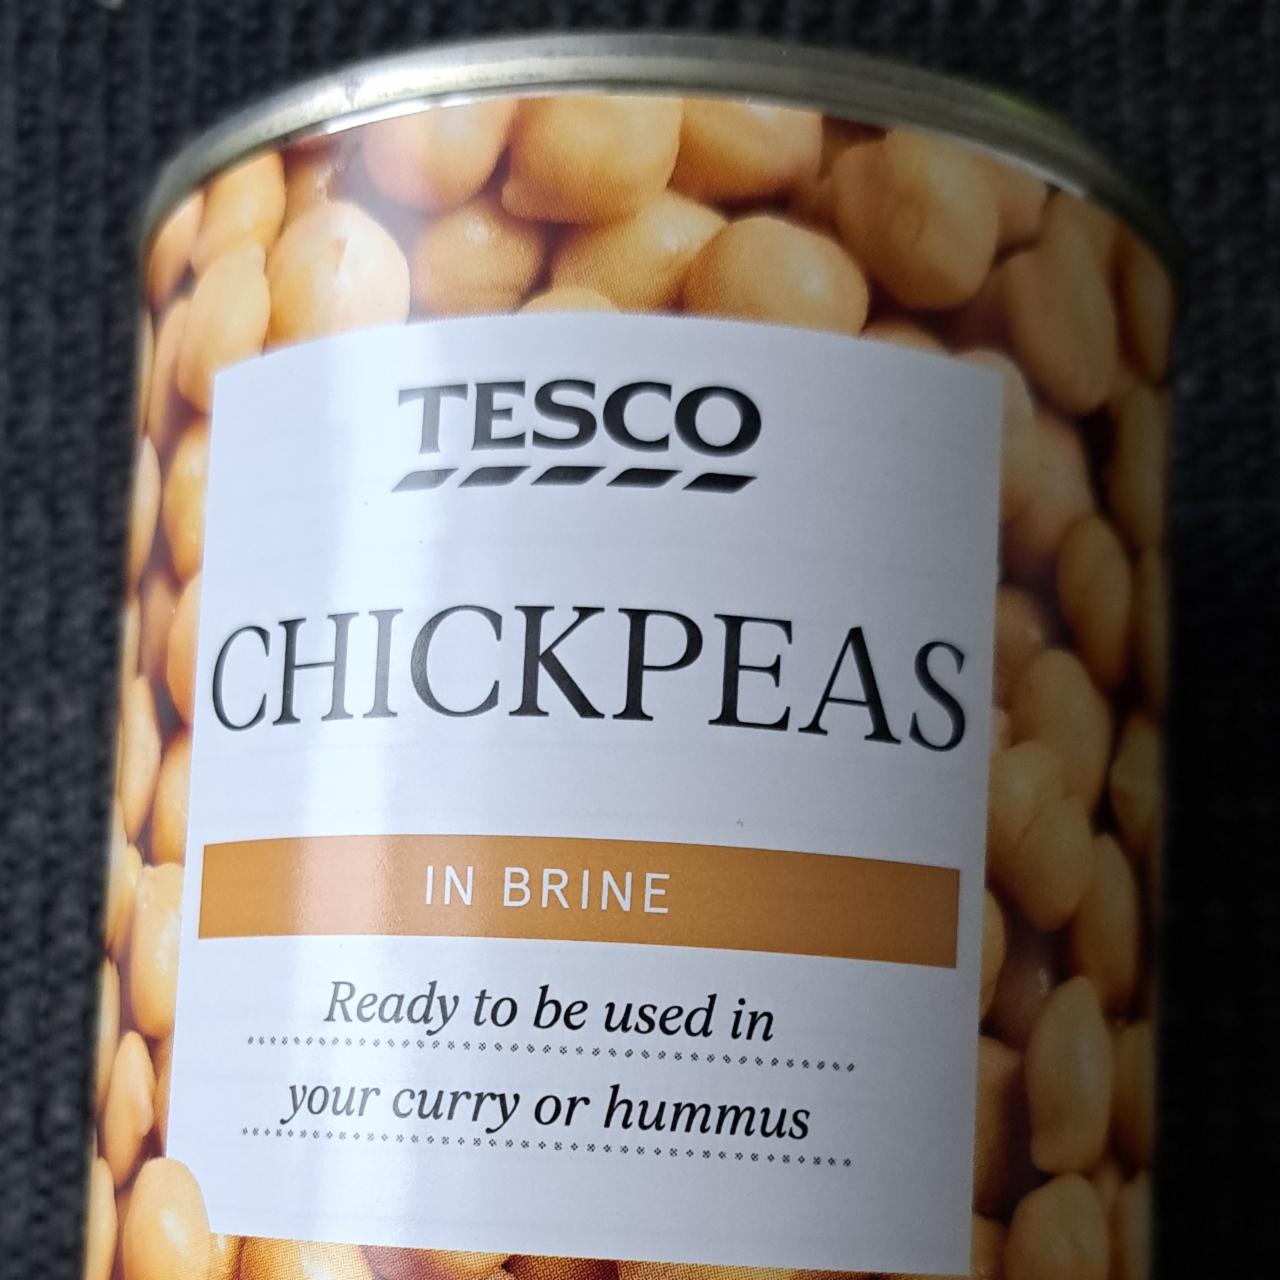 TESCO
CHICKPEAS
IN BRINE
Ready to be used in
your curry or hummus